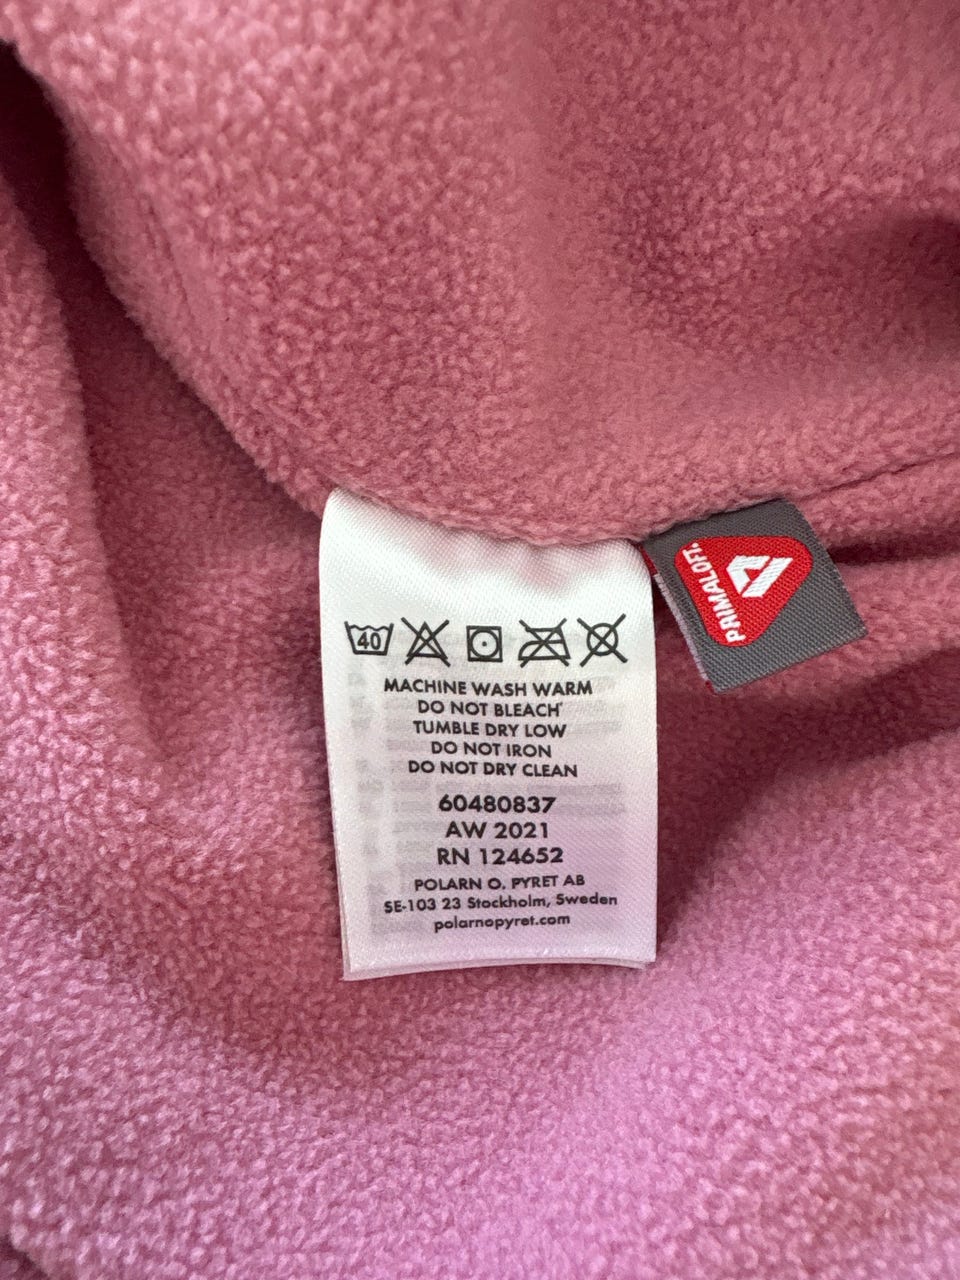 40
MACHINE WASH WARM
DO NOT BLEACH
TUMBLE DRY LOW
DO NOT IRON
DO NOT DRY CLEAN
60480837
AW 2021
RN 124652
POLARN O. PYRET AB
SE-103 23 Stockholm, Sweden
polarnopyret.com
PRIMALOFT.